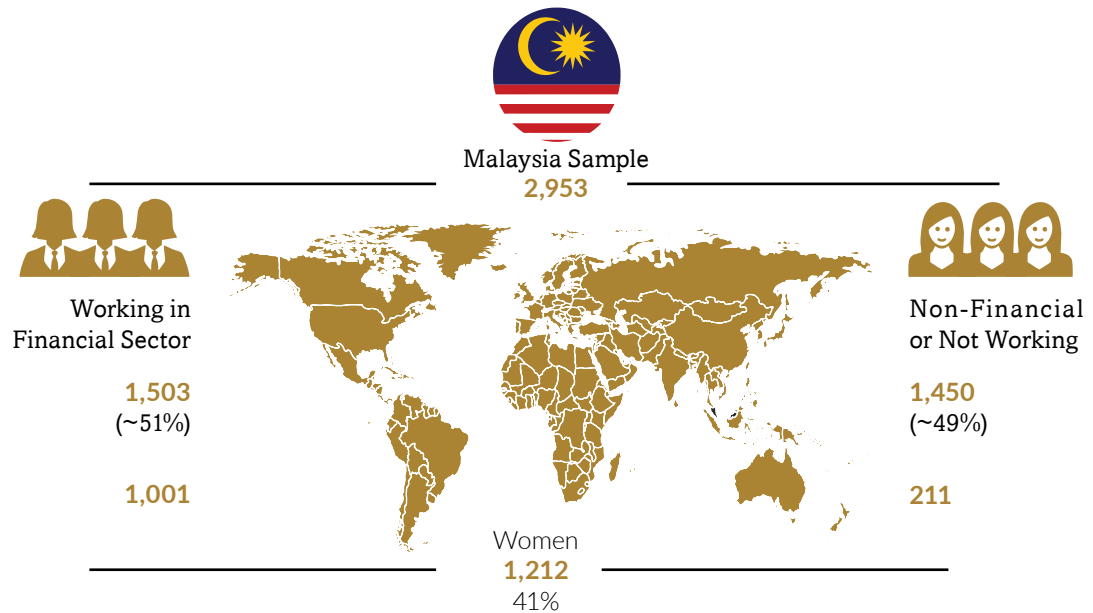 Malaysia Sample
2,953
Working in
Financial Sector
1,503
(~51%)
1,001
Non-Financial
or Not Working
1,450
(~49%)
211
Women
1,212
41%